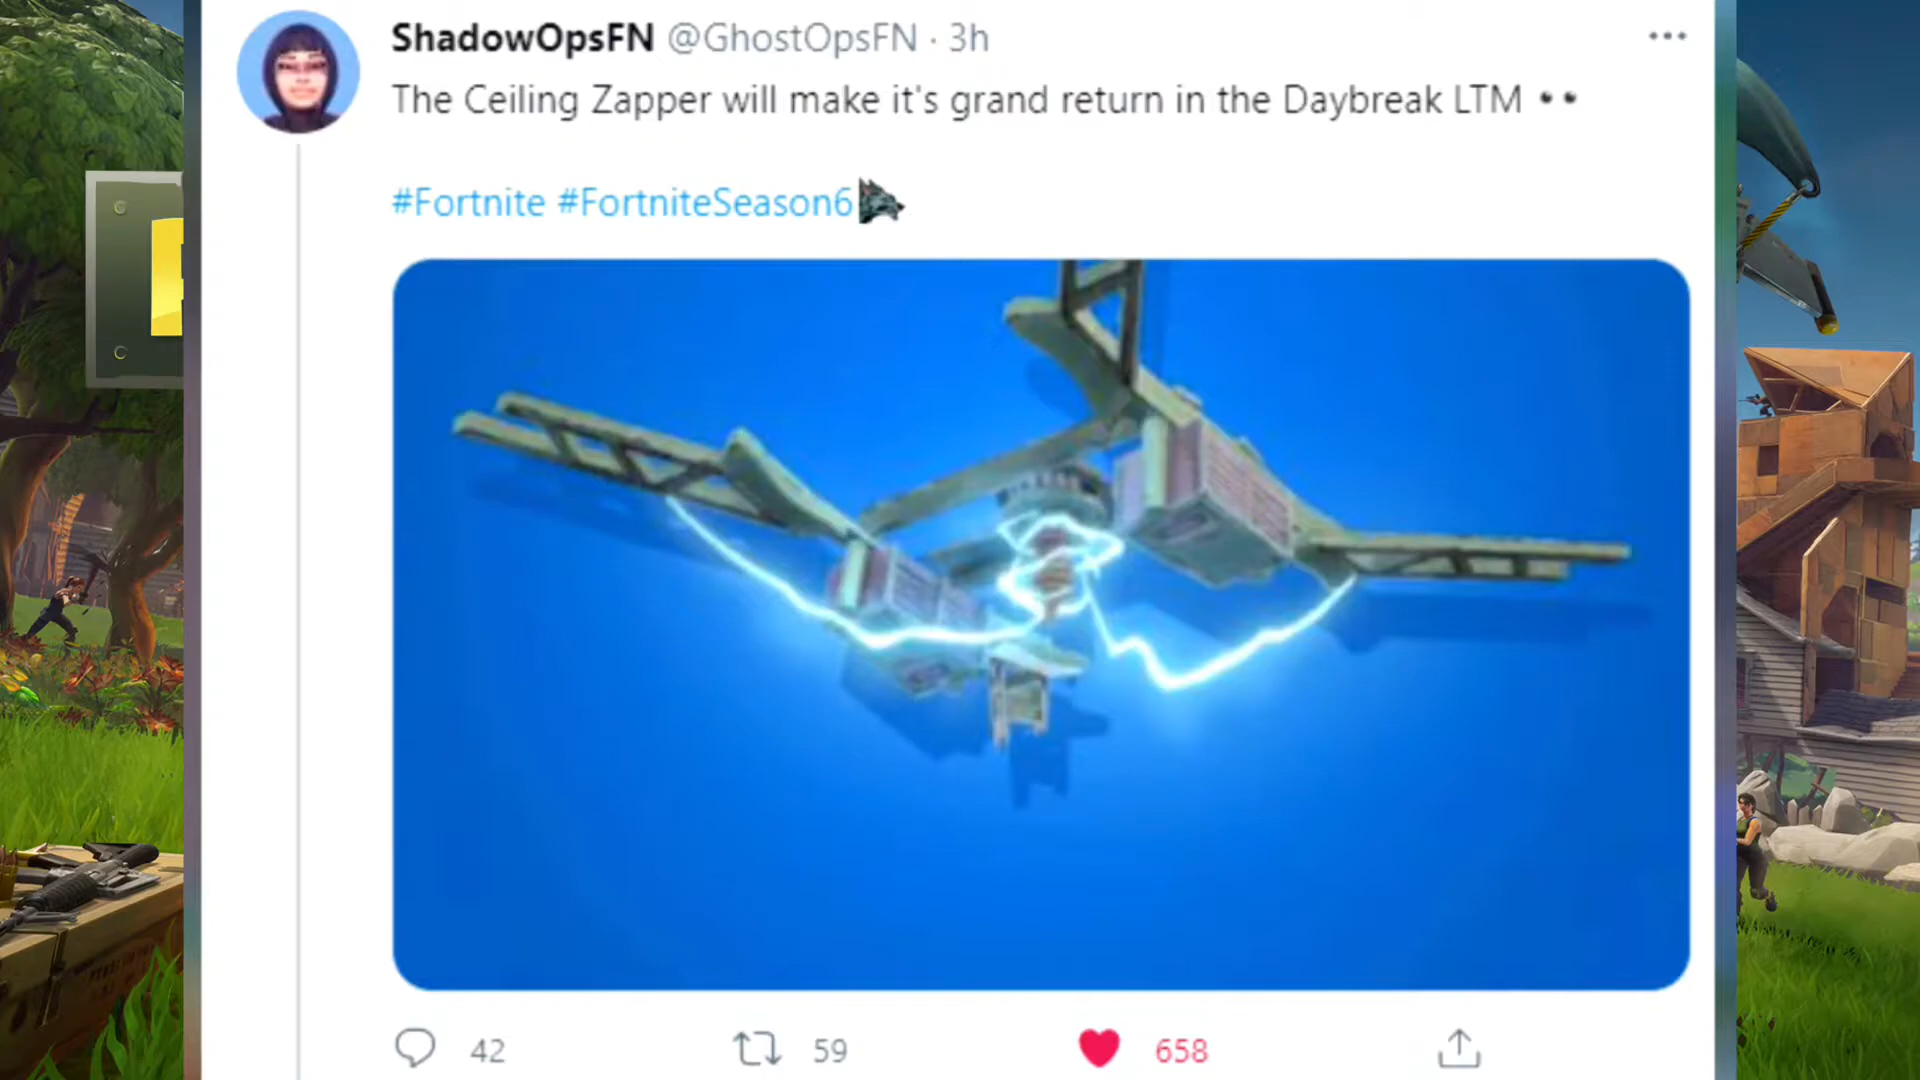 ShadowOpsFN @GhostOpsFN · 3h
The Ceiling Zapper will make it's grand return in the Daybreak LTM ••
#Fortnite #FortniteSeason6
42 59 658